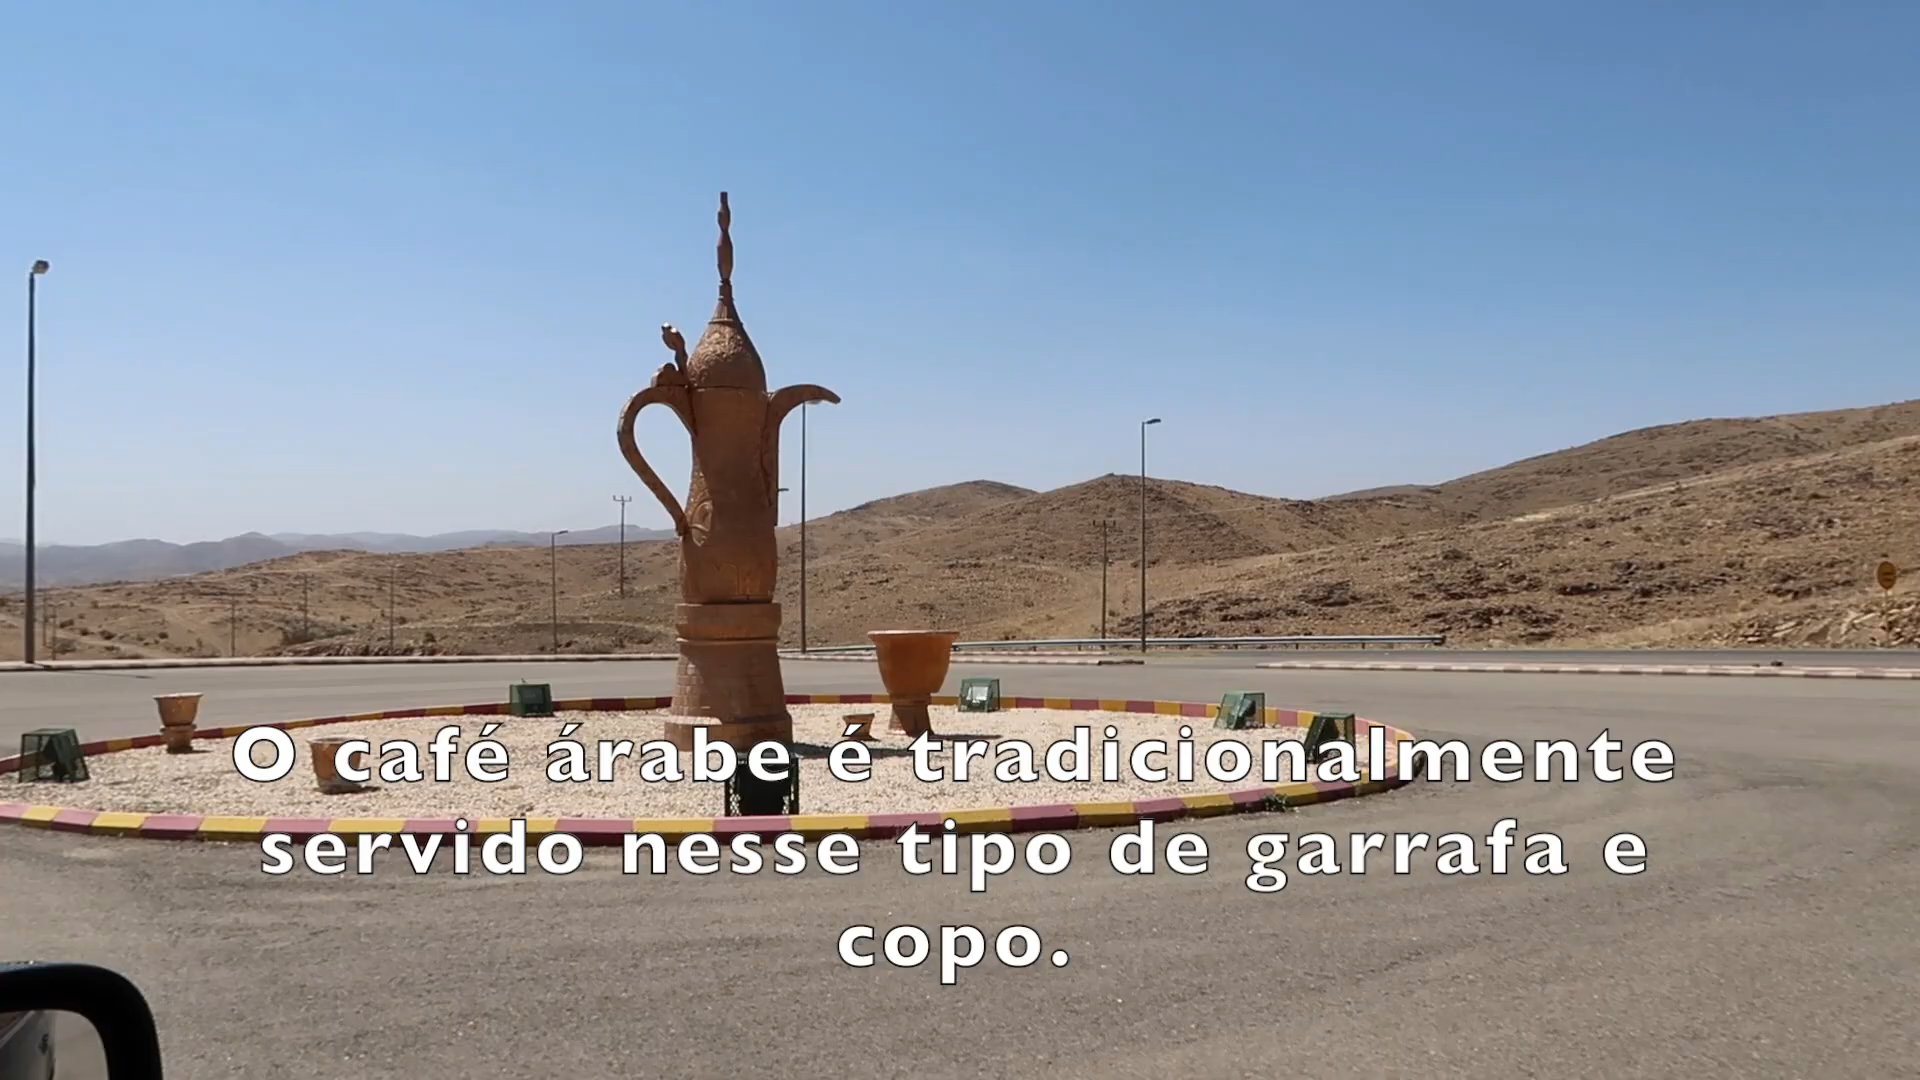 O café árabe é tradicionalmente
servido nesse tipo de garrafa e
copo.